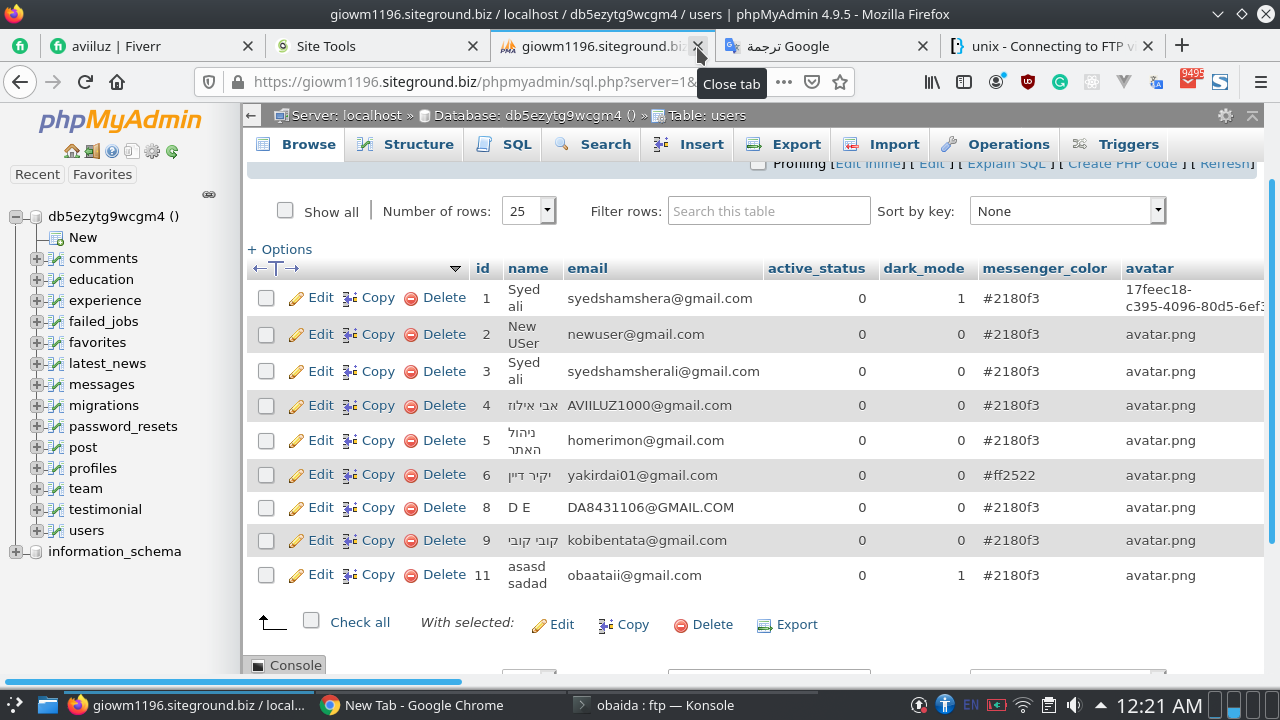 giowm1196.siteground.biz / localhost / db5ezytg9wcgm4 / users | phpMyAdmin 4.9.5 - Mozilla Firefox
aviiluz | Fiverr
Site Tools
giowm1196.siteground.biz
ترجمة Google
unix - Connecting to FTP
https://giowm1196.siteground.biz/phpmyadmin/sql.php?server=1&
Close tab
9495
phpMyAdmin
Recent
Favorites
db5ezytg9wcgm4 ()
New
comments
education
experience
failed_jobs
favorites
latest_news
messages
migrations
password_resets
post
profiles
team
testimonial
users
information_schema
Server: localhost » Database: db5ezytg9wcgm4 () » Table: users
Browse Structure SQL Search Insert Export Import Operations Triggers
Profiling [Edit inline] [ Edit ] [ Explain SQL ] [ Create PHP code ] [ Refresh]
Show all | Number of rows: 25 Filter rows: Search this table Sort by key: None
+ Options
id name email active_status dark_mode messenger_color avatar
Edit Copy Delete 1 Syed ali syedshamshera@gmail.com 0 1 #2180f3 17feec18-c395-4096-80d5-6ef3
Edit Copy Delete 2 New USer newuser@gmail.com 0 0 #2180f3 avatar.png
Edit Copy Delete 3 Syed ali syedshamsherali@gmail.com 0 0 #2180f3 avatar.png
Edit Copy Delete 4 אבי אילוז AVIILUZ1000@gmail.com 0 0 #2180f3 avatar.png
Edit Copy Delete 5 ניהול האתר homerimon@gmail.com 0 0 #2180f3 avatar.png
Edit Copy Delete 6 יקיר דיין yakirdai01@gmail.com 0 0 #ff2522 avatar.png
Edit Copy Delete 8 D E DA8431106@GMAIL.COM 0 0 #2180f3 avatar.png
Edit Copy Delete 9 קובי קובי kobibentata@gmail.com 0 0 #2180f3 avatar.png
Edit Copy Delete 11 asasd sadad obaataii@gmail.com 0 1 #2180f3 avatar.png
Check all With selected: Edit Copy Delete Export
Console
giowm1196.siteground.biz / local...
New Tab - Google Chrome
obaida : ftp — Konsole
EN
12:21 AM